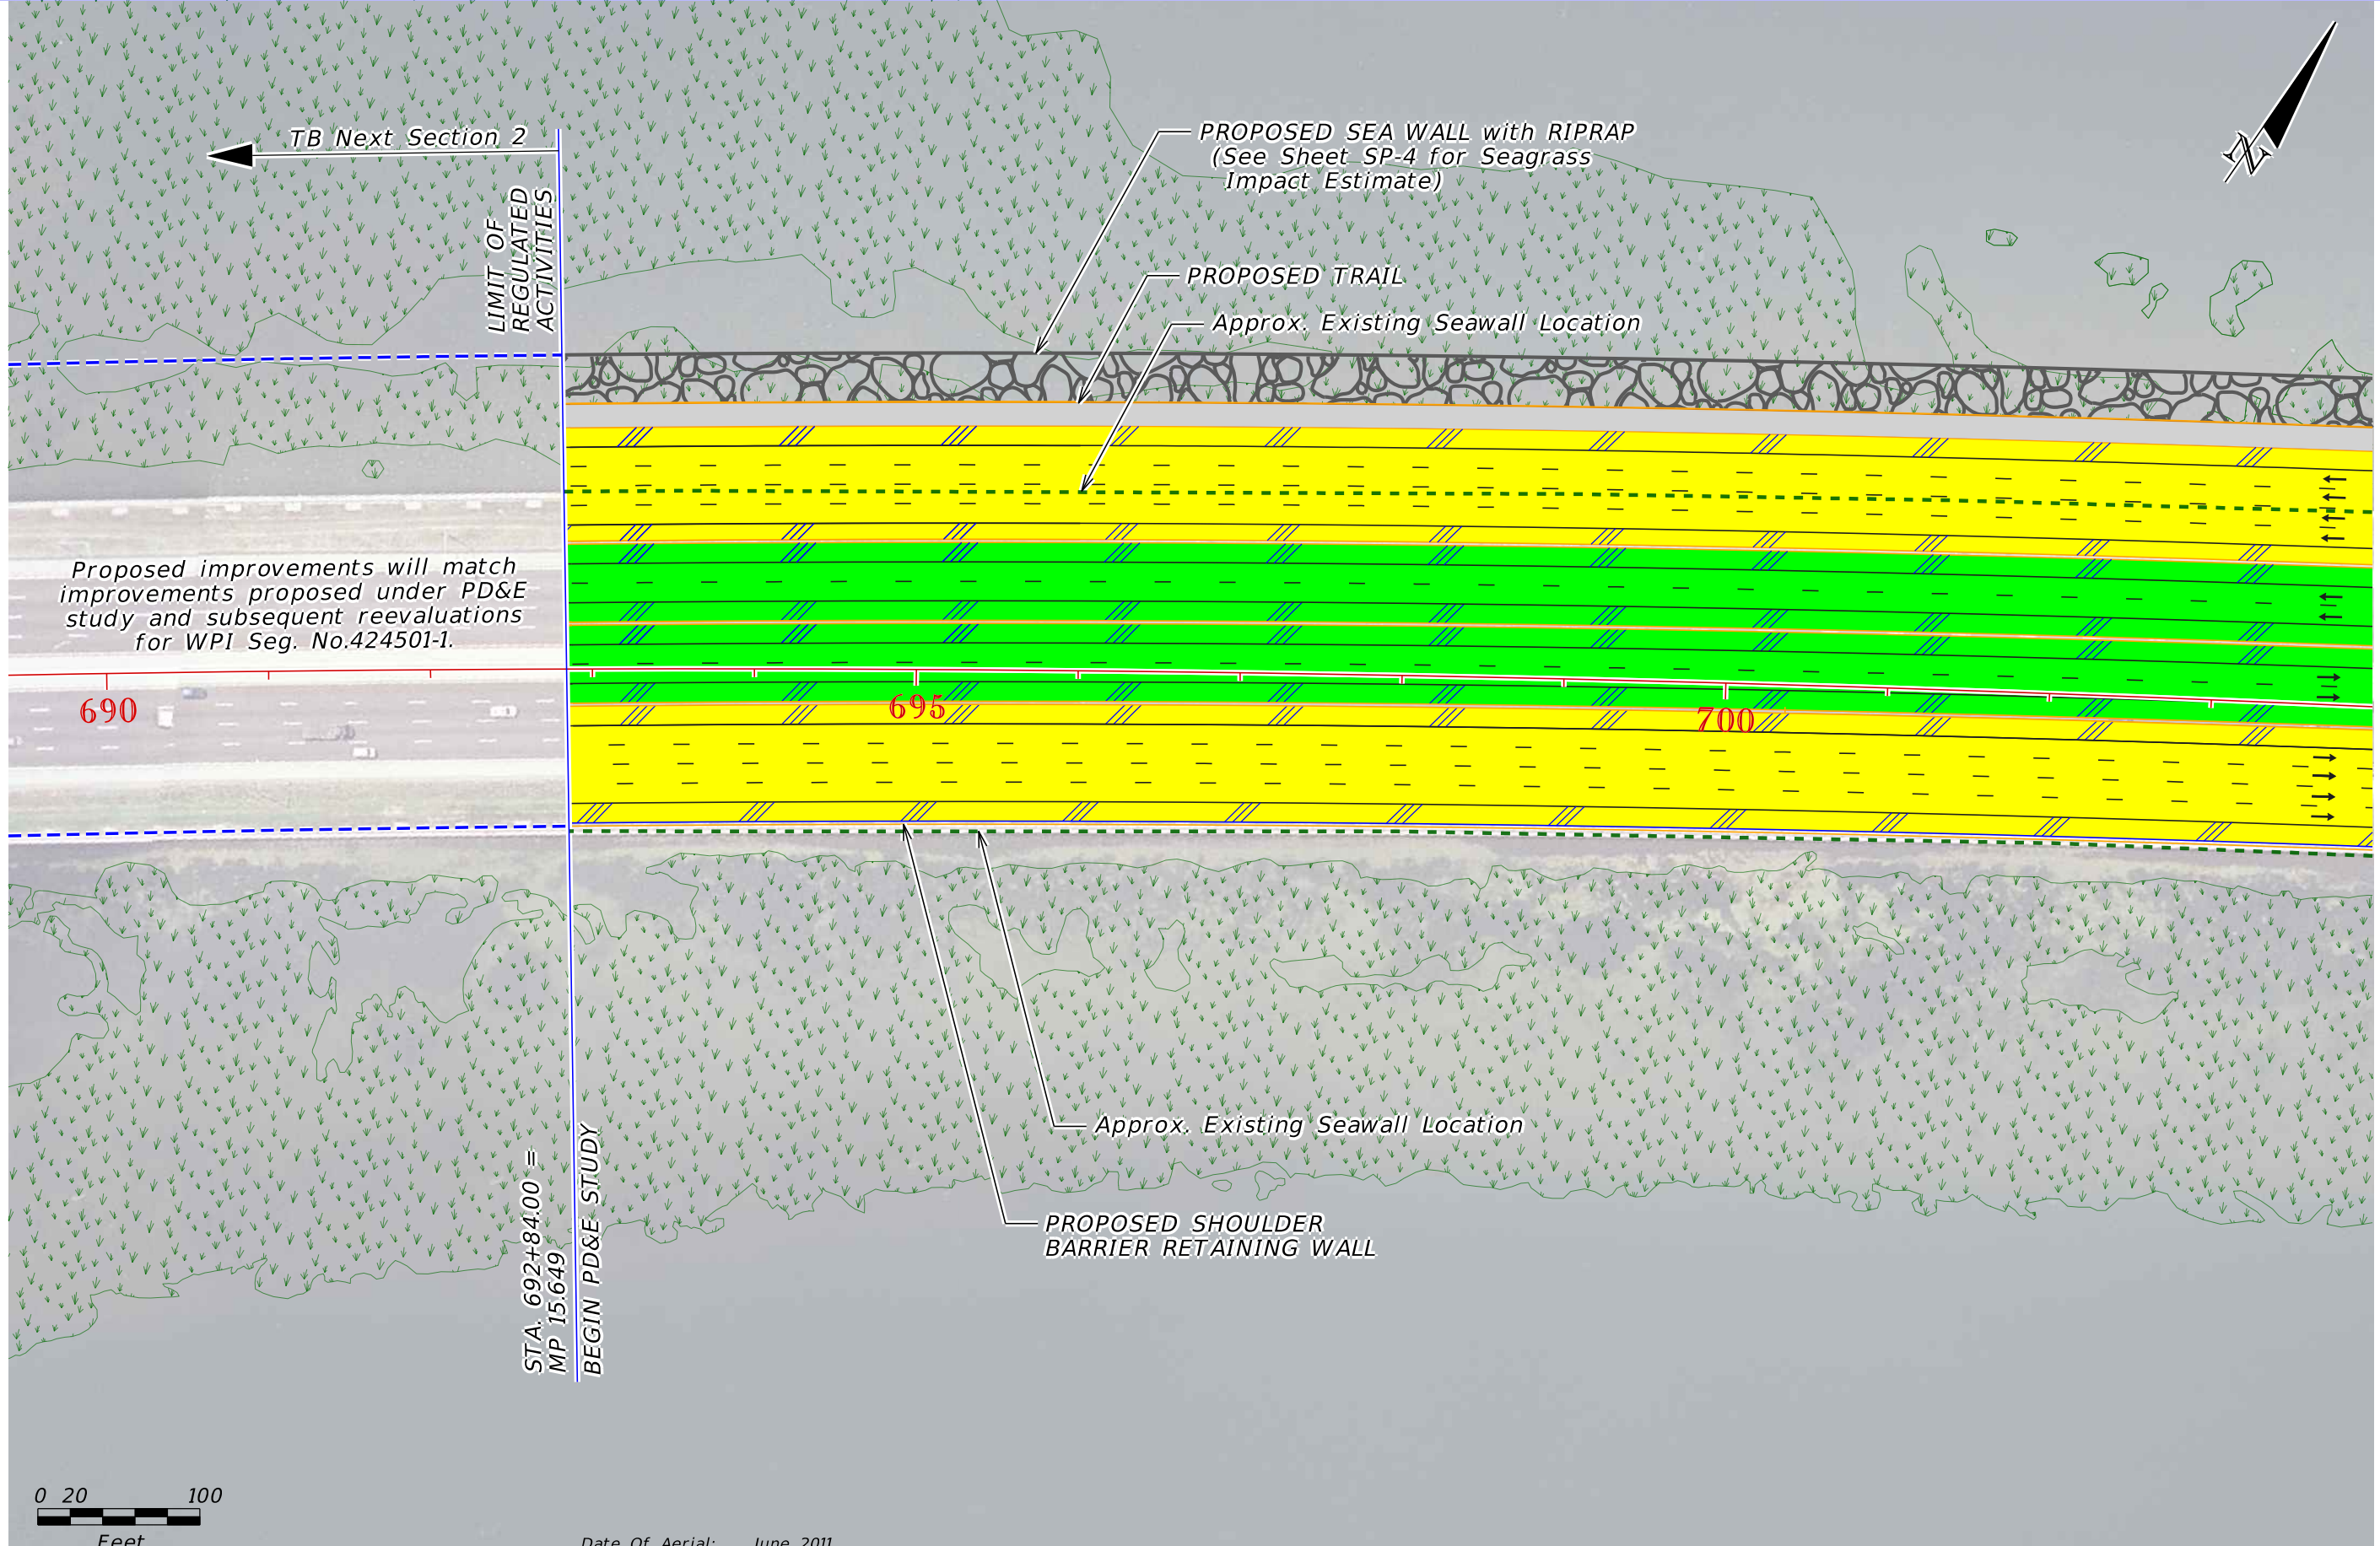 TB Next Section 2
LIMIT OF
REGULATED
ACTIVITIES
PROPOSED SEA WALL with RIPRAP
(See Sheet SP-4 for Seagrass
Impact Estimate)
PROPOSED TRAIL
Approx. Existing Seawall Location
N
Proposed improvements will match
improvements proposed under PD&E
study and subsequent reevaluations
for WPI Seg. No.424501-1.
690
695
700
Approx. Existing Seawall Location
PROPOSED SHOULDER
BARRIER RETAINING WALL
STA. 692+84.00 =
MP 15.649
BEGIN PD&E STUDY
0 20 100
Feet
Date Of Aerial: June 2011